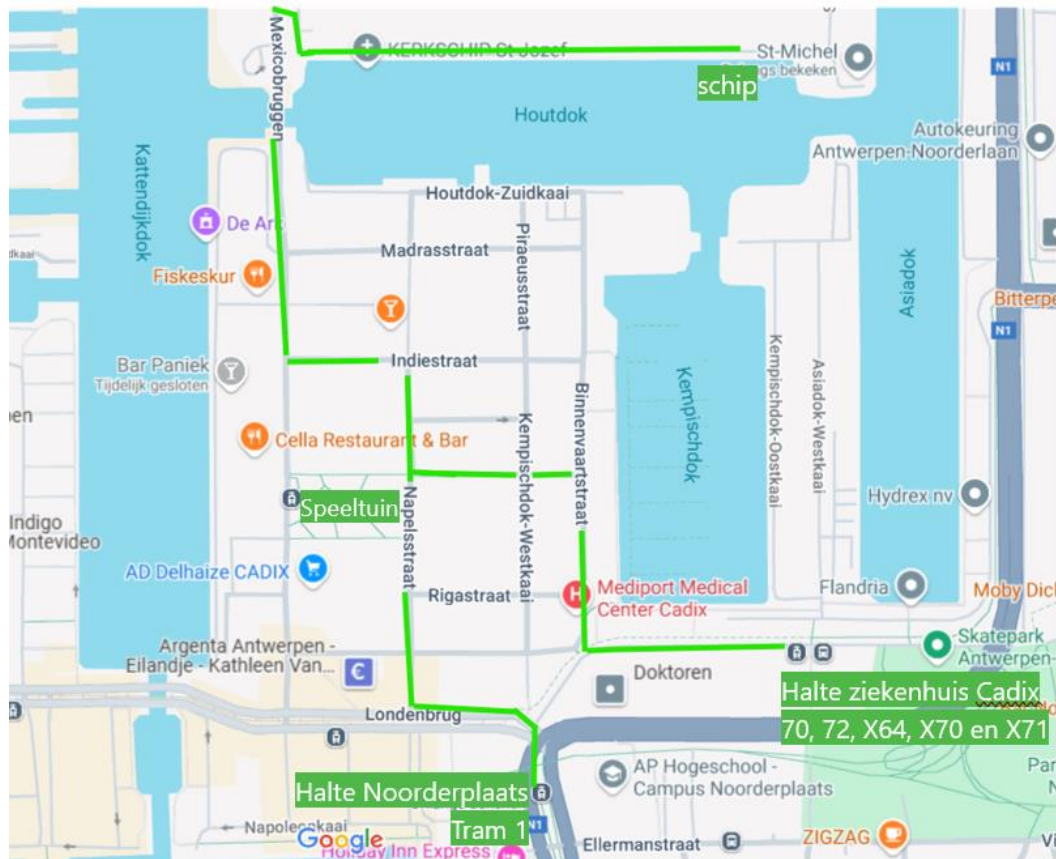 Mexicobruggen
KERKSCHIP St-Jozef
St-Michel
bekeken
schip
N1
Houtdok
Autokeuring
Antwerpen-Noorderlaan
Kattendijkdok
Houtdok-Zuidkaai
De Ark
Madrasstraat
Piraeusstraat
Fiskeskur
Asiadok
Bitterpe
N1
Bar Paniek
Tijdelijk gesloten
Indiestraat
Binnenvaartstraat
Kempischdok
Kempischdok-Oostkaai
Asiadok-Westkaai
Cella Restaurant & Bar
Kempischdok-Westkaai
Speeltuin
Napelsstraat
Hydrex nv
Indigo
Montevideo
AD Delhaize CADIX
Rigastraat
Mediport Medical
Center Cadix
Flandria
Moby Dick
Argenta Antwerpen -
Eilandje - Kathleen Van...
Doktoren
Skatepark
Antwerpen-
Halte ziekenhuis Cadix
70, 72, X64, X70 en X71
Londenbrug
AP Hogeschool -
Campus Noorderplaats
Par
Halte Noorderplaats
Tram 1
N1
Napoleonkaai
Google
Holiday Inn Express
Ellermanstraat
ZIGZAG